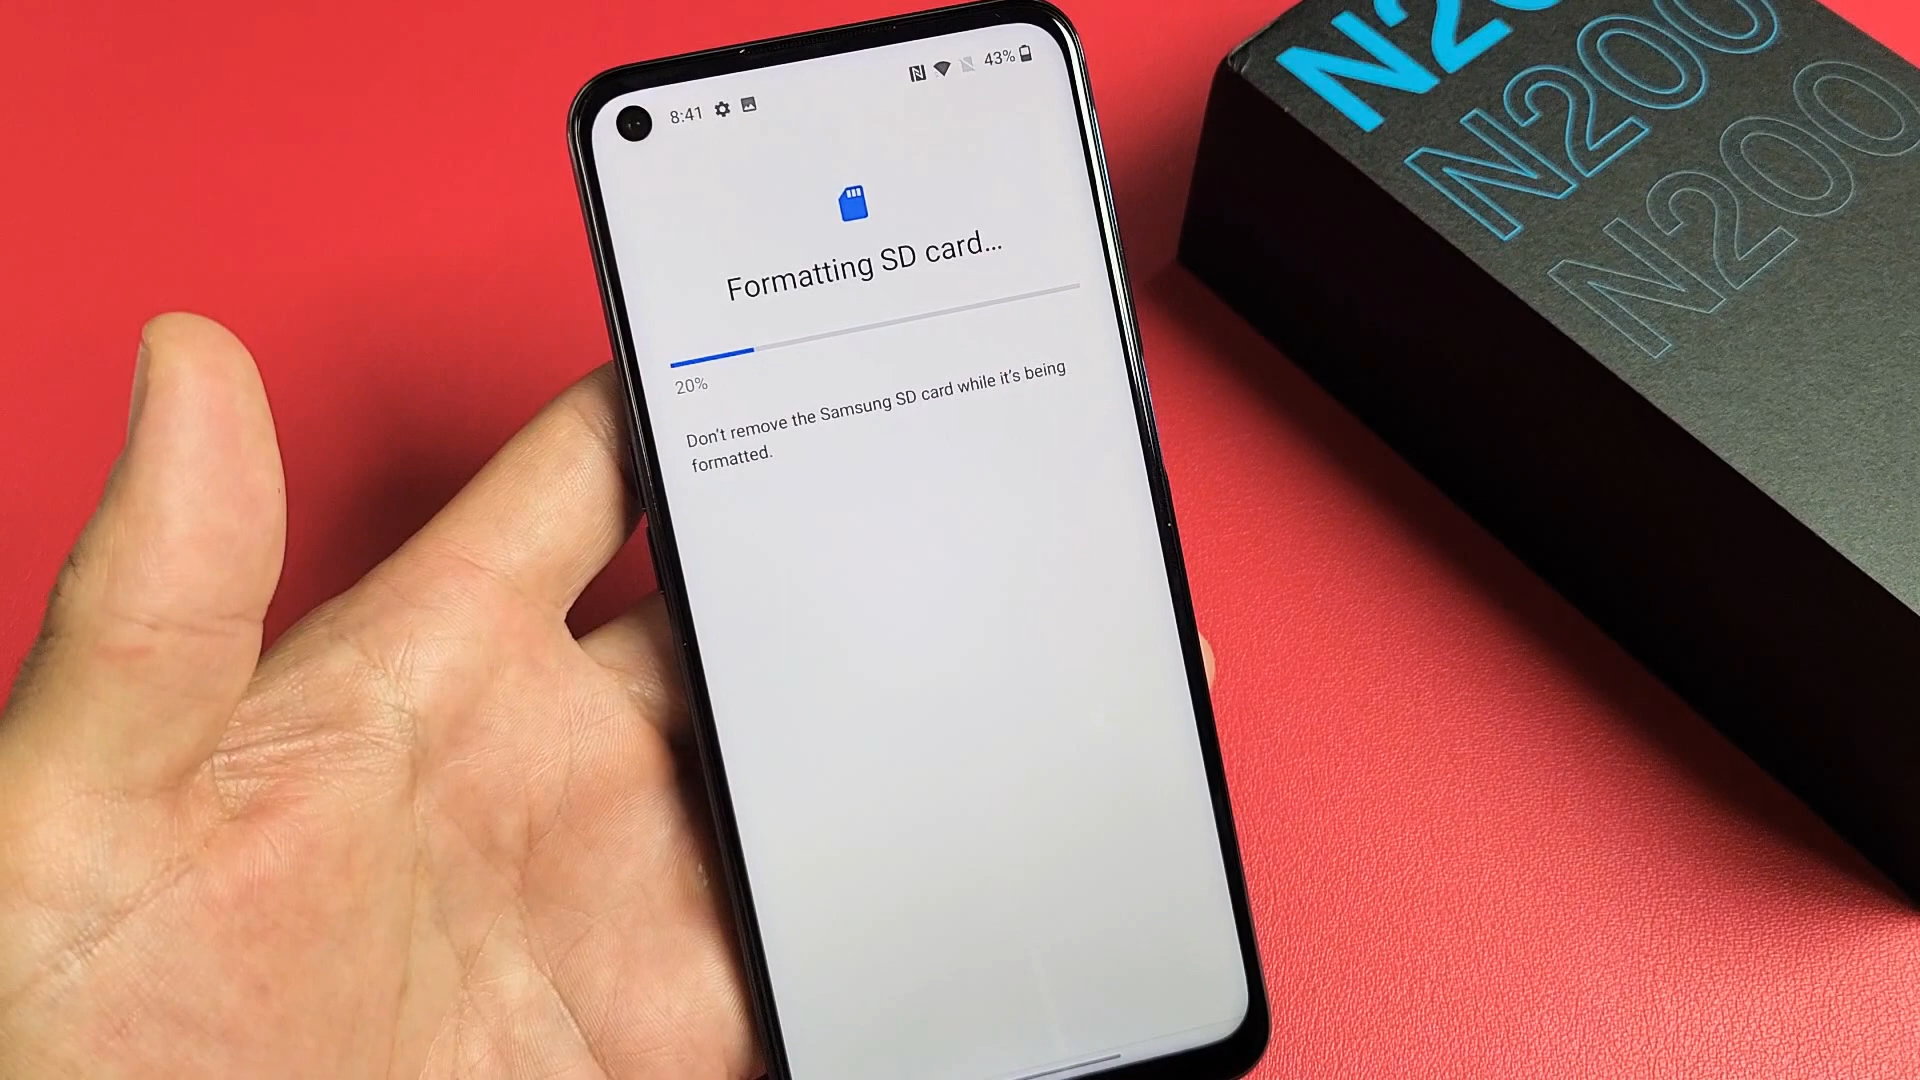 8:41
43%
Formatting SD card...
20%
Don't remove the Samsung SD card while it's being
formatted.
N200
N200
N200